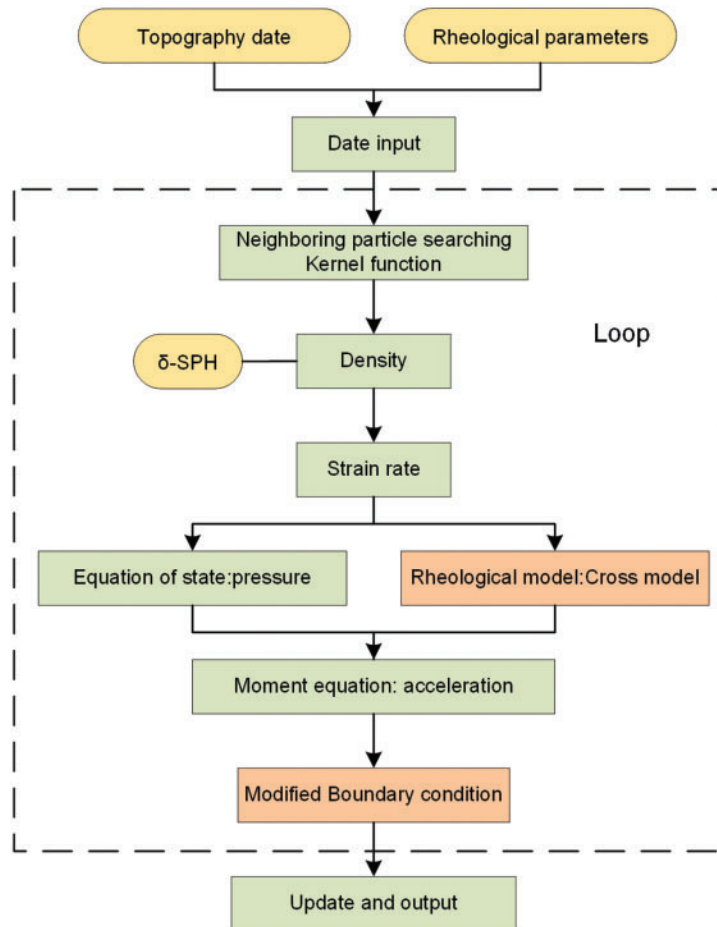 Topography date
Rheological parameters
Date input
Neighboring particle searching
Kernel function
Loop
δ-SPH
Density
Strain rate
Equation of state:pressure
Rheological model:Cross model
Moment equation: acceleration
Modified Boundary condition
Update and output